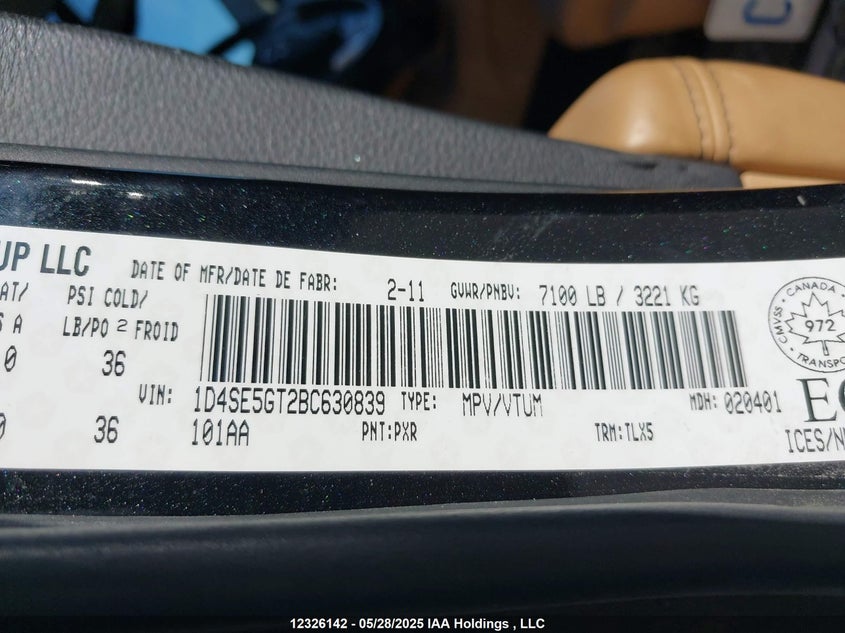 UP LLC DATE OF MFR/DATE DE FABR: 2-11 GVWR/PNBV: 7100 LB / 3221 KG
AT/ PSI COLD/
A LB/PO 2 FROID
0 36
VIN: 1D4SE5GT2BC630839 TYPE: MPV/VTUM MDH: 020401
0 36 101AA PNT:PXR TRM:TLX5
CANADA
CMVSS 972
TRANSPO
ICES/N
12326142 - 05/28/2025 IAA Holdings , LLC